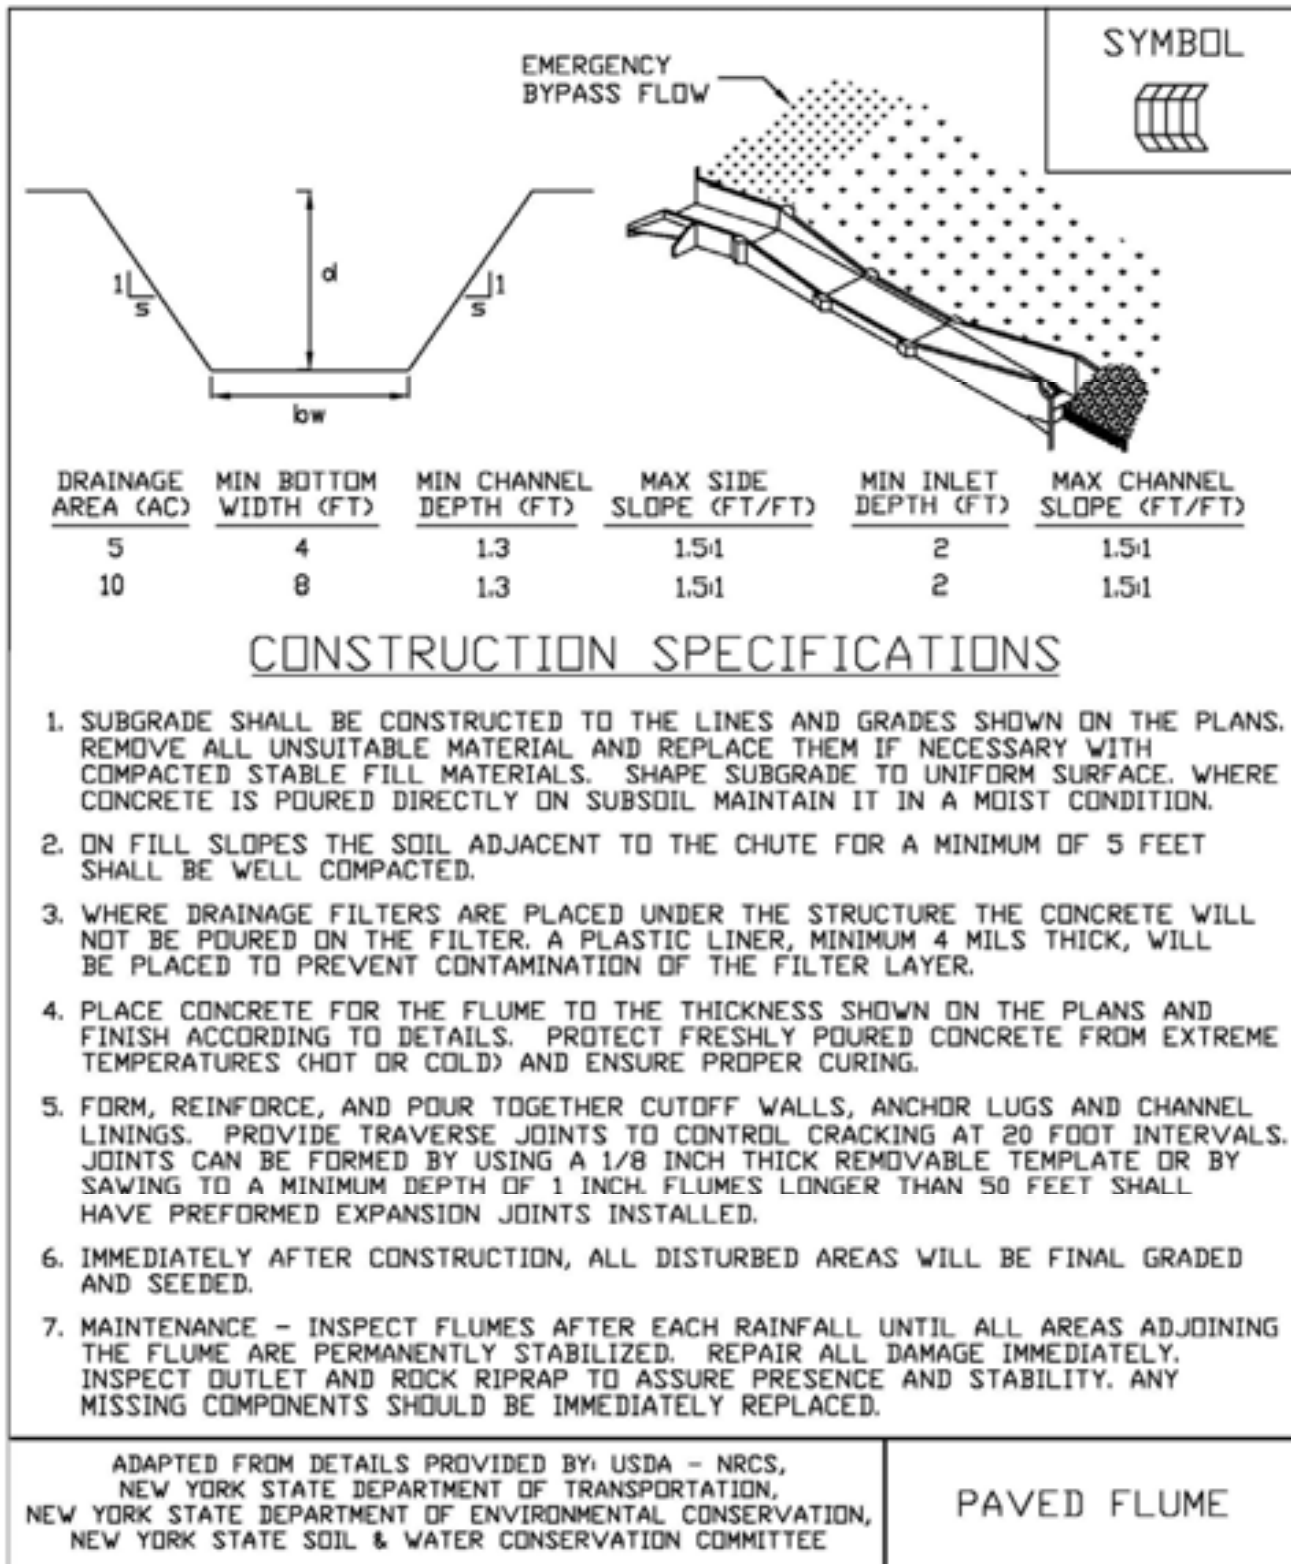 SYMBOL
EMERGENCY
BYPASS FLOW
1
s
d
1
s
bw
DRAINAGE AREA (AC) MIN BOTTOM WIDTH (FT) MIN CHANNEL DEPTH (FT) MAX SIDE SLOPE (FT/FT) MIN INLET DEPTH (FT) MAX CHANNEL SLOPE (FT/FT)
5 4 1.3 1.5:1 2 1.5:1
10 8 1.3 1.5:1 2 1.5:1
CONSTRUCTION SPECIFICATIONS
1. SUBGRADE SHALL BE CONSTRUCTED TO THE LINES AND GRADES SHOWN ON THE PLANS.
REMOVE ALL UNSUITABLE MATERIAL AND REPLACE THEM IF NECESSARY WITH
COMPACTED STABLE FILL MATERIALS. SHAPE SUBGRADE TO UNIFORM SURFACE. WHERE
CONCRETE IS POURED DIRECTLY ON SUBSOIL MAINTAIN IT IN A MOIST CONDITION.
2. ON FILL SLOPES THE SOIL ADJACENT TO THE CHUTE FOR A MINIMUM OF 5 FEET
SHALL BE WELL COMPACTED.
3. WHERE DRAINAGE FILTERS ARE PLACED UNDER THE STRUCTURE THE CONCRETE WILL
NOT BE POURED ON THE FILTER. A PLASTIC LINER, MINIMUM 4 MILS THICK, WILL
BE PLACED TO PREVENT CONTAMINATION OF THE FILTER LAYER.
4. PLACE CONCRETE FOR THE FLUME TO THE THICKNESS SHOWN ON THE PLANS AND
FINISH ACCORDING TO DETAILS. PROTECT FRESHLY POURED CONCRETE FROM EXTREME
TEMPERATURES (HOT OR COLD) AND ENSURE PROPER CURING.
5. FORM, REINFORCE, AND POUR TOGETHER CUTOFF WALLS, ANCHOR LUGS AND CHANNEL
LININGS. PROVIDE TRAVERSE JOINTS TO CONTROL CRACKING AT 20 FOOT INTERVALS.
JOINTS CAN BE FORMED BY USING A 1/8 INCH THICK REMOVABLE TEMPLATE OR BY
SAWING TO A MINIMUM DEPTH OF 1 INCH. FLUMES LONGER THAN 50 FEET SHALL
HAVE PREFORMED EXPANSION JOINTS INSTALLED.
6. IMMEDIATELY AFTER CONSTRUCTION, ALL DISTURBED AREAS WILL BE FINAL GRADED
AND SEEDED.
7. MAINTENANCE - INSPECT FLUMES AFTER EACH RAINFALL UNTIL ALL AREAS ADJOINING
THE FLUME ARE PERMANENTLY STABILIZED. REPAIR ALL DAMAGE IMMEDIATELY.
INSPECT OUTLET AND ROCK RIPRAP TO ASSURE PRESENCE AND STABILITY. ANY
MISSING COMPONENTS SHOULD BE IMMEDIATELY REPLACED.
ADAPTED FROM DETAILS PROVIDED BY: USDA - NRCS,
NEW YORK STATE DEPARTMENT OF TRANSPORTATION,
NEW YORK STATE DEPARTMENT OF ENVIRONMENTAL CONSERVATION,
NEW YORK STATE SOIL & WATER CONSERVATION COMMITTEE
PAVED FLUME